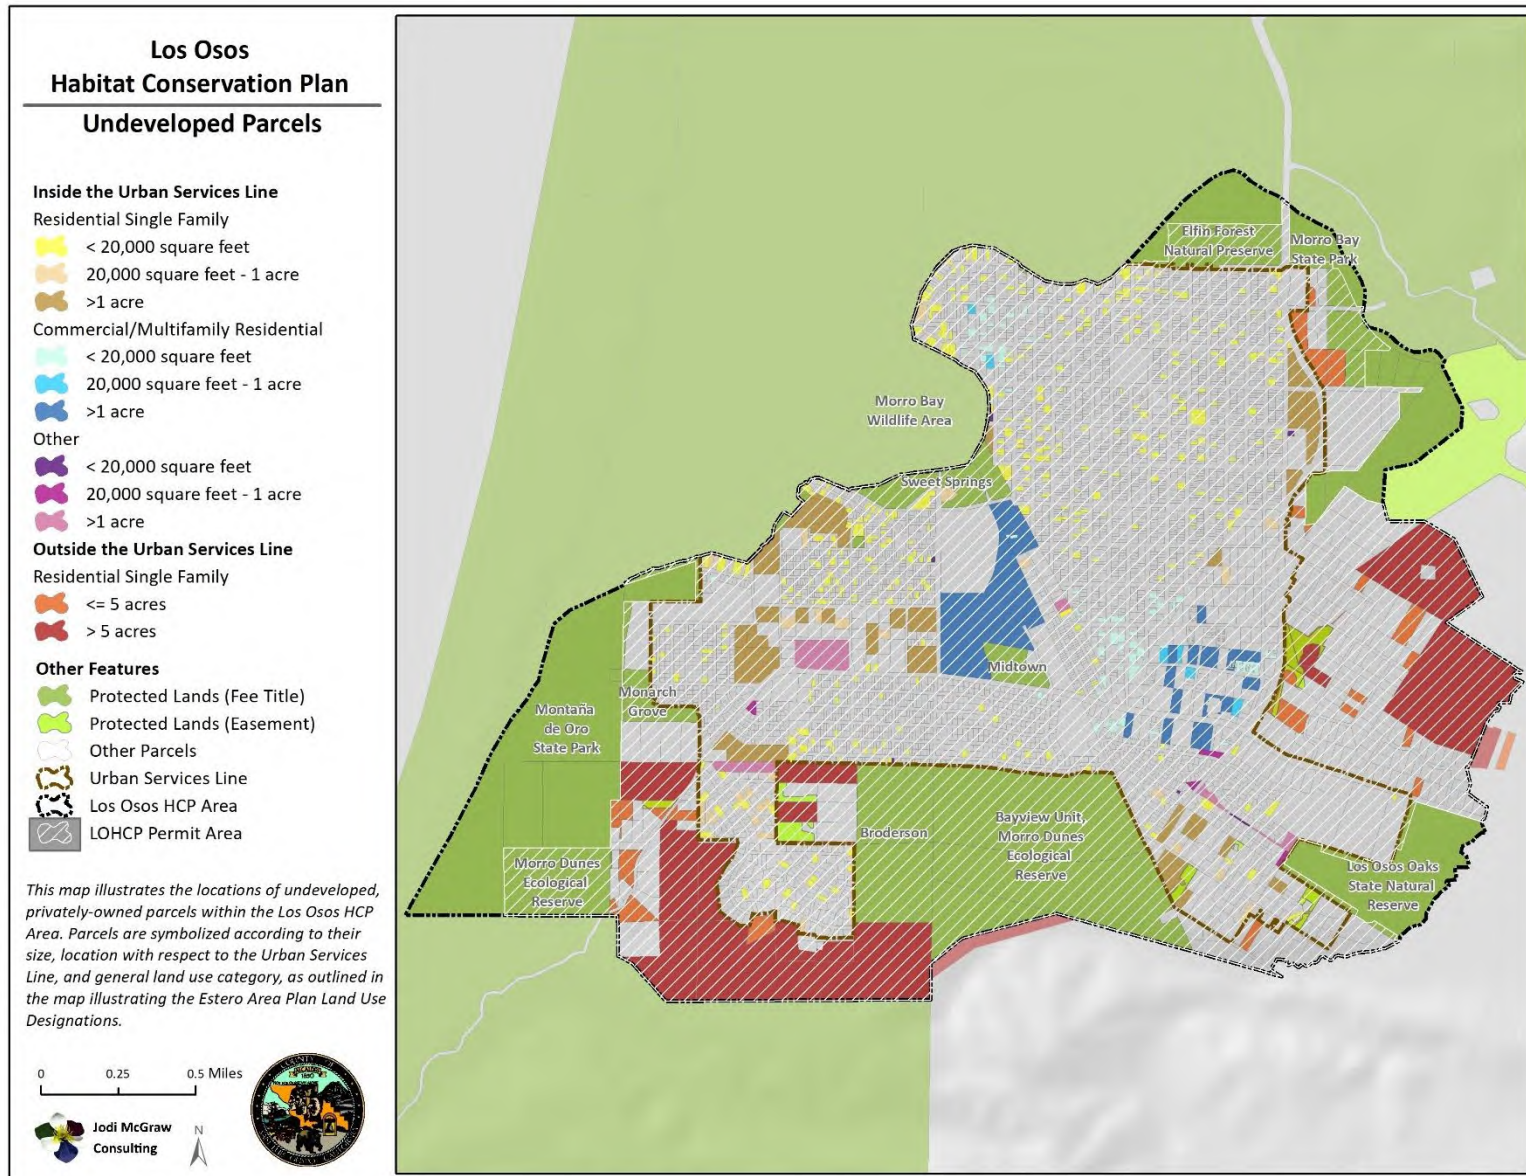 Los Osos
Habitat Conservation Plan
Undeveloped Parcels
Inside the Urban Services Line
Residential Single Family
< 20,000 square feet
20,000 square feet - 1 acre
>1 acre
Commercial/Multifamily Residential
< 20,000 square feet
20,000 square feet - 1 acre
>1 acre
Other
< 20,000 square feet
20,000 square feet - 1 acre
>1 acre
Outside the Urban Services Line
Residential Single Family
<= 5 acres
> 5 acres
Other Features
Protected Lands (Fee Title)
Protected Lands (Easement)
Other Parcels
Urban Services Line
Los Osos HCP Area
LOHCP Permit Area
This map illustrates the locations of undeveloped,
privately-owned parcels within the Los Osos HCP
Area. Parcels are symbolized according to their
size, location with respect to the Urban Services
Line, and general land use category, as outlined in
the map illustrating the Estero Area Plan Land Use
Designations.
0 0.25 0.5 Miles
Jodi McGraw
Consulting
N
Elfin Forest
Natural Preserve
Morro Bay
State Park
Morro Bay
Wildlife Area
Sweet Springs
Midtown
Monarch
Grove
Montaña
de Oro
State Park
Broderson
Bayview Unit,
Morro Dunes
Ecological
Reserve
Morro Dunes
Ecological
Reserve
Los Osos Oaks
State Natural
Reserve